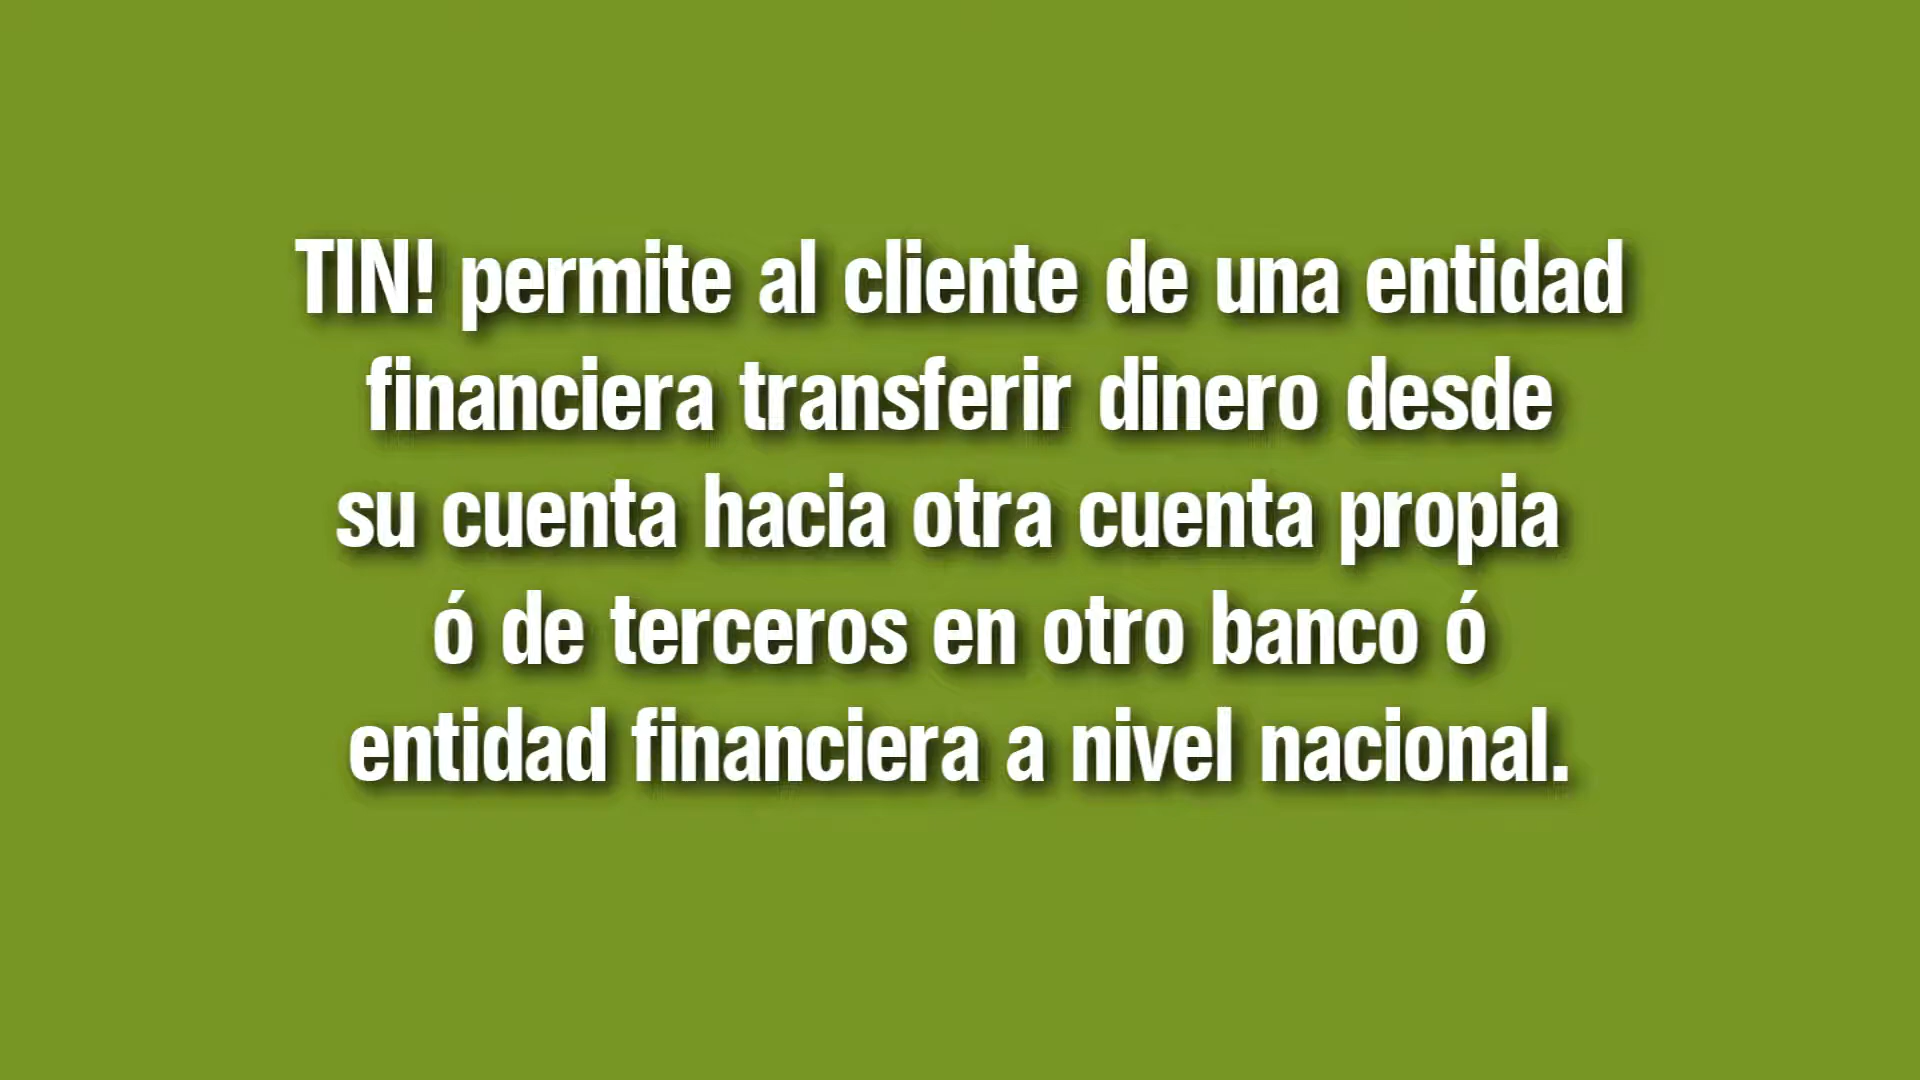 TIN! permite al cliente de una entidad
financiera transferir dinero desde
su cuenta hacia otra cuenta propia
ó de terceros en otro banco ó
entidad financiera a nivel nacional.